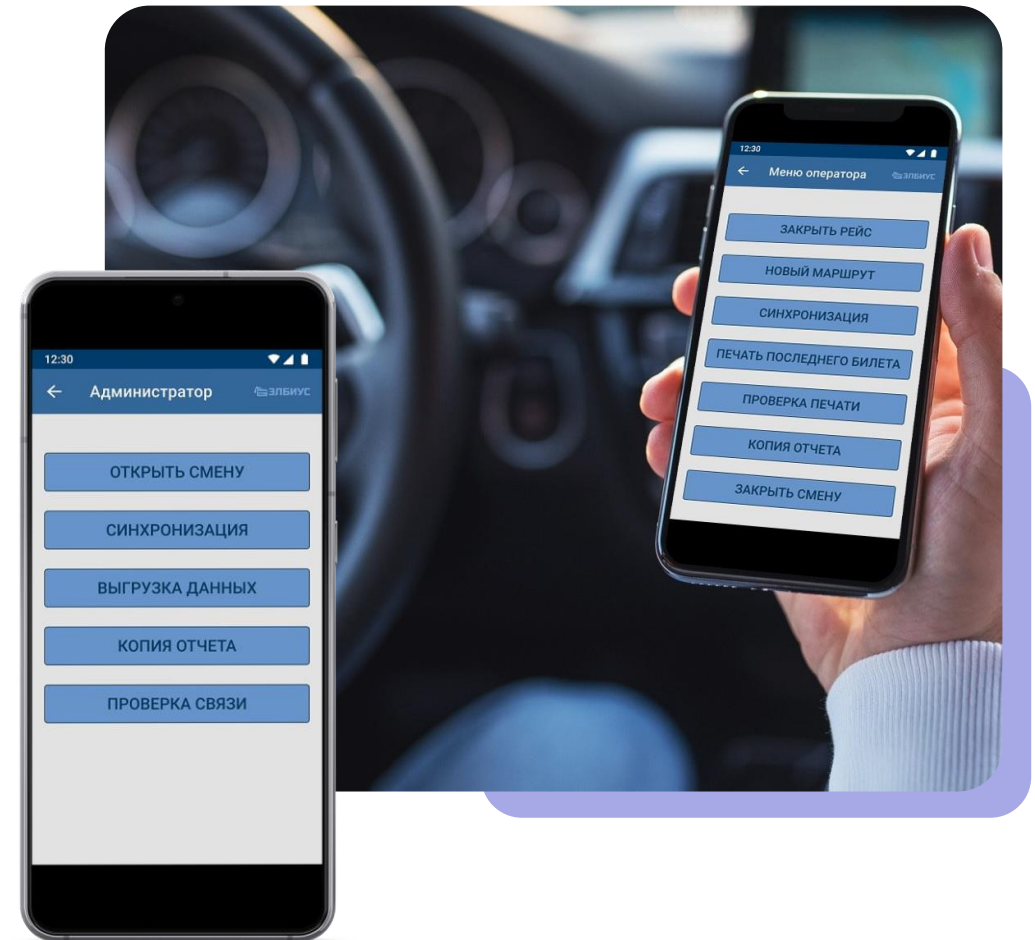 12:30
Администратор
ЭЛБИУС
ОТКРЫТЬ СМЕНУ
СИНХРОНИЗАЦИЯ
ВЫГРУЗКА ДАННЫХ
КОПИЯ ОТЧЕТА
ПРОВЕРКА СВЯЗИ
12:30
Меню оператора
ЭЛБИУС
ЗАКРЫТЬ РЕЙС
НОВЫЙ МАРШРУТ
СИНХРОНИЗАЦИЯ
ПЕЧАТЬ ПОСЛЕДНЕГО БИЛЕТА
ПРОВЕРКА ПЕЧАТИ
КОПИЯ ОТЧЕТА
ЗАКРЫТЬ СМЕНУ